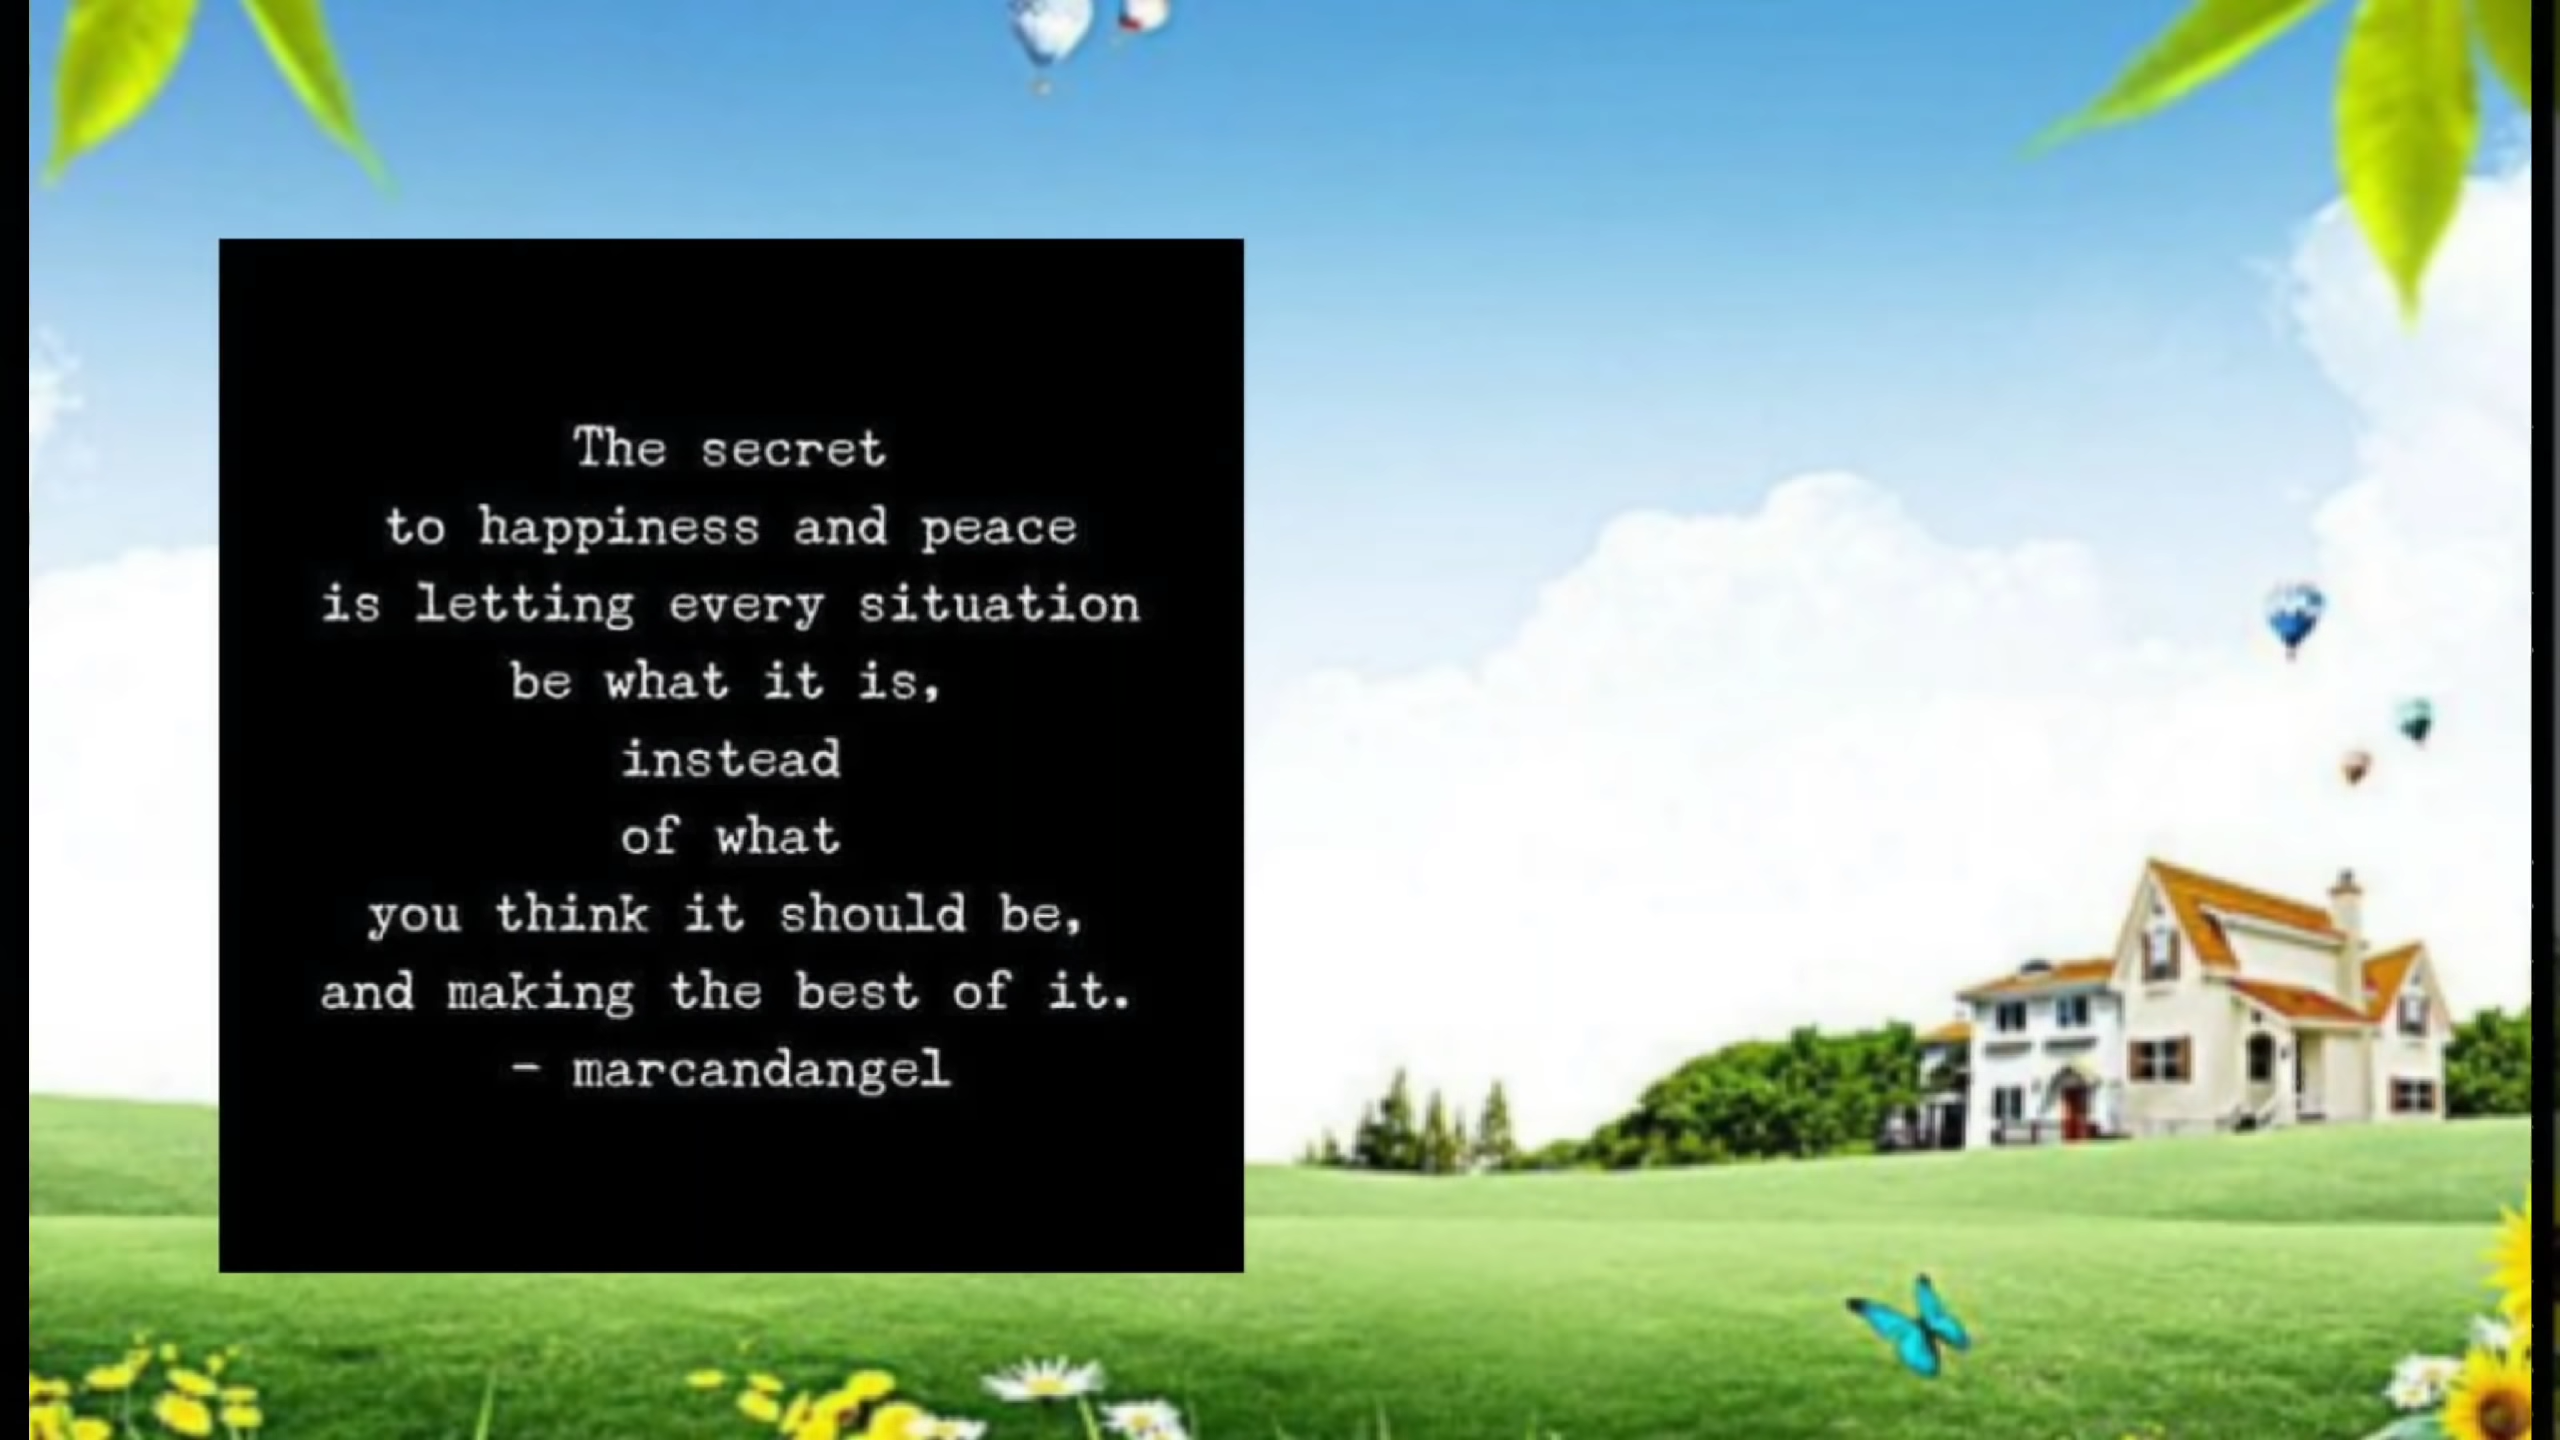 The secret
to happiness and peace
is letting every situation
be what it is,
instead
of what
you think it should be,
and making the best of it.
- marcandangel